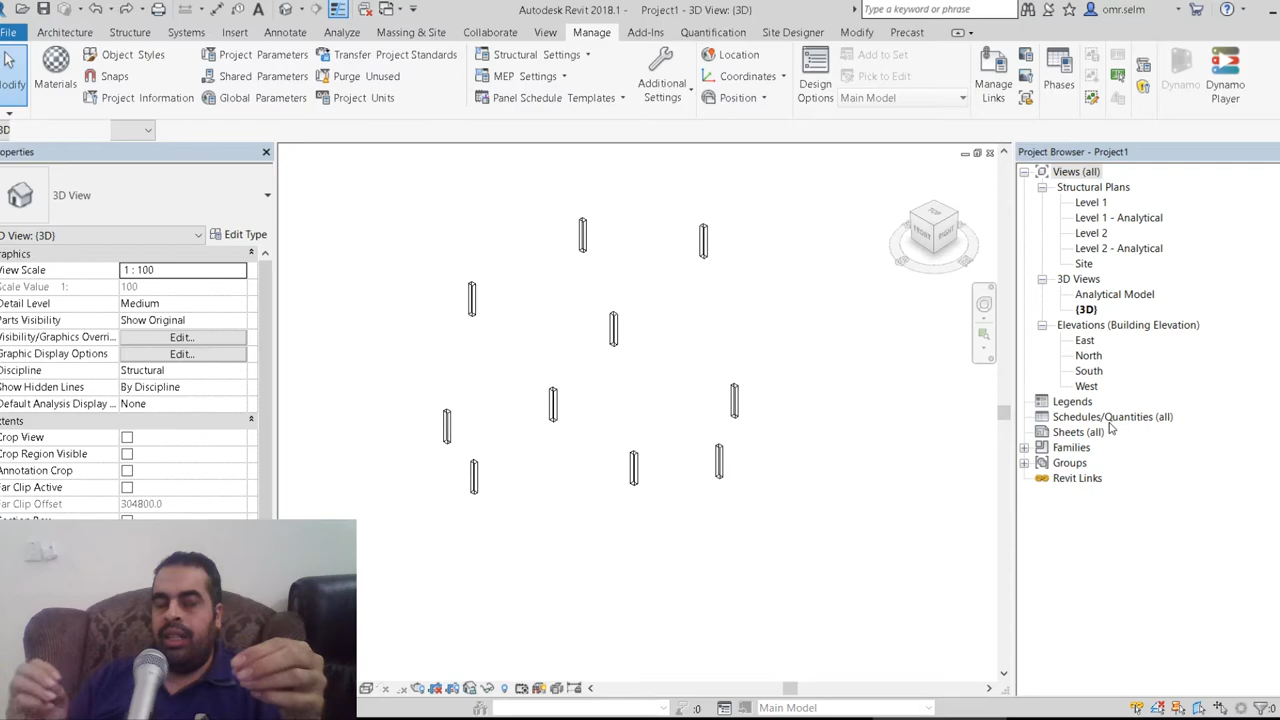 Autodesk Revit 2018.1 - Project1 - 3D View: {3D}
Type a keyword or phrase
omr.selm
File
Architecture Structure Systems Insert Annotate Analyze Massing & Site Collaborate View Manage Add-Ins Quantification Site Designer Modify Precast
Modify
Materials
Object Styles
Snaps
Project Information
Project Parameters
Shared Parameters
Global Parameters
Transfer Project Standards
Purge Unused
Project Units
Structural Settings
MEP Settings
Panel Schedule Templates
Additional
Settings
Location
Coordinates
Position
Design
Options
Add to Set
Pick to Edit
Main Model
Manage
Links
Phases
Dynamo
Dynamo
Player
3D
operties
3D View
D View: {3D}
Edit Type
Graphics
View Scale 1 : 100
Scale Value 1: 100
Detail Level Medium
Parts Visibility Show Original
Visibility/Graphics Overri... Edit...
Graphic Display Options Edit...
Discipline Structural
Show Hidden Lines By Discipline
Default Analysis Display ... None
xtents
Crop View
Crop Region Visible
Annotation Crop
Far Clip Active
Far Clip Offset 304800.0
TOP
FRONT
RIGHT
Project Browser - Project1
Views (all)
Structural Plans
Level 1
Level 1 - Analytical
Level 2
Level 2 - Analytical
Site
3D Views
Analytical Model
{3D}
Elevations (Building Elevation)
East
North
South
West
Legends
Schedules/Quantities (all)
Sheets (all)
Families
Groups
Revit Links
:0
Main Model
:0